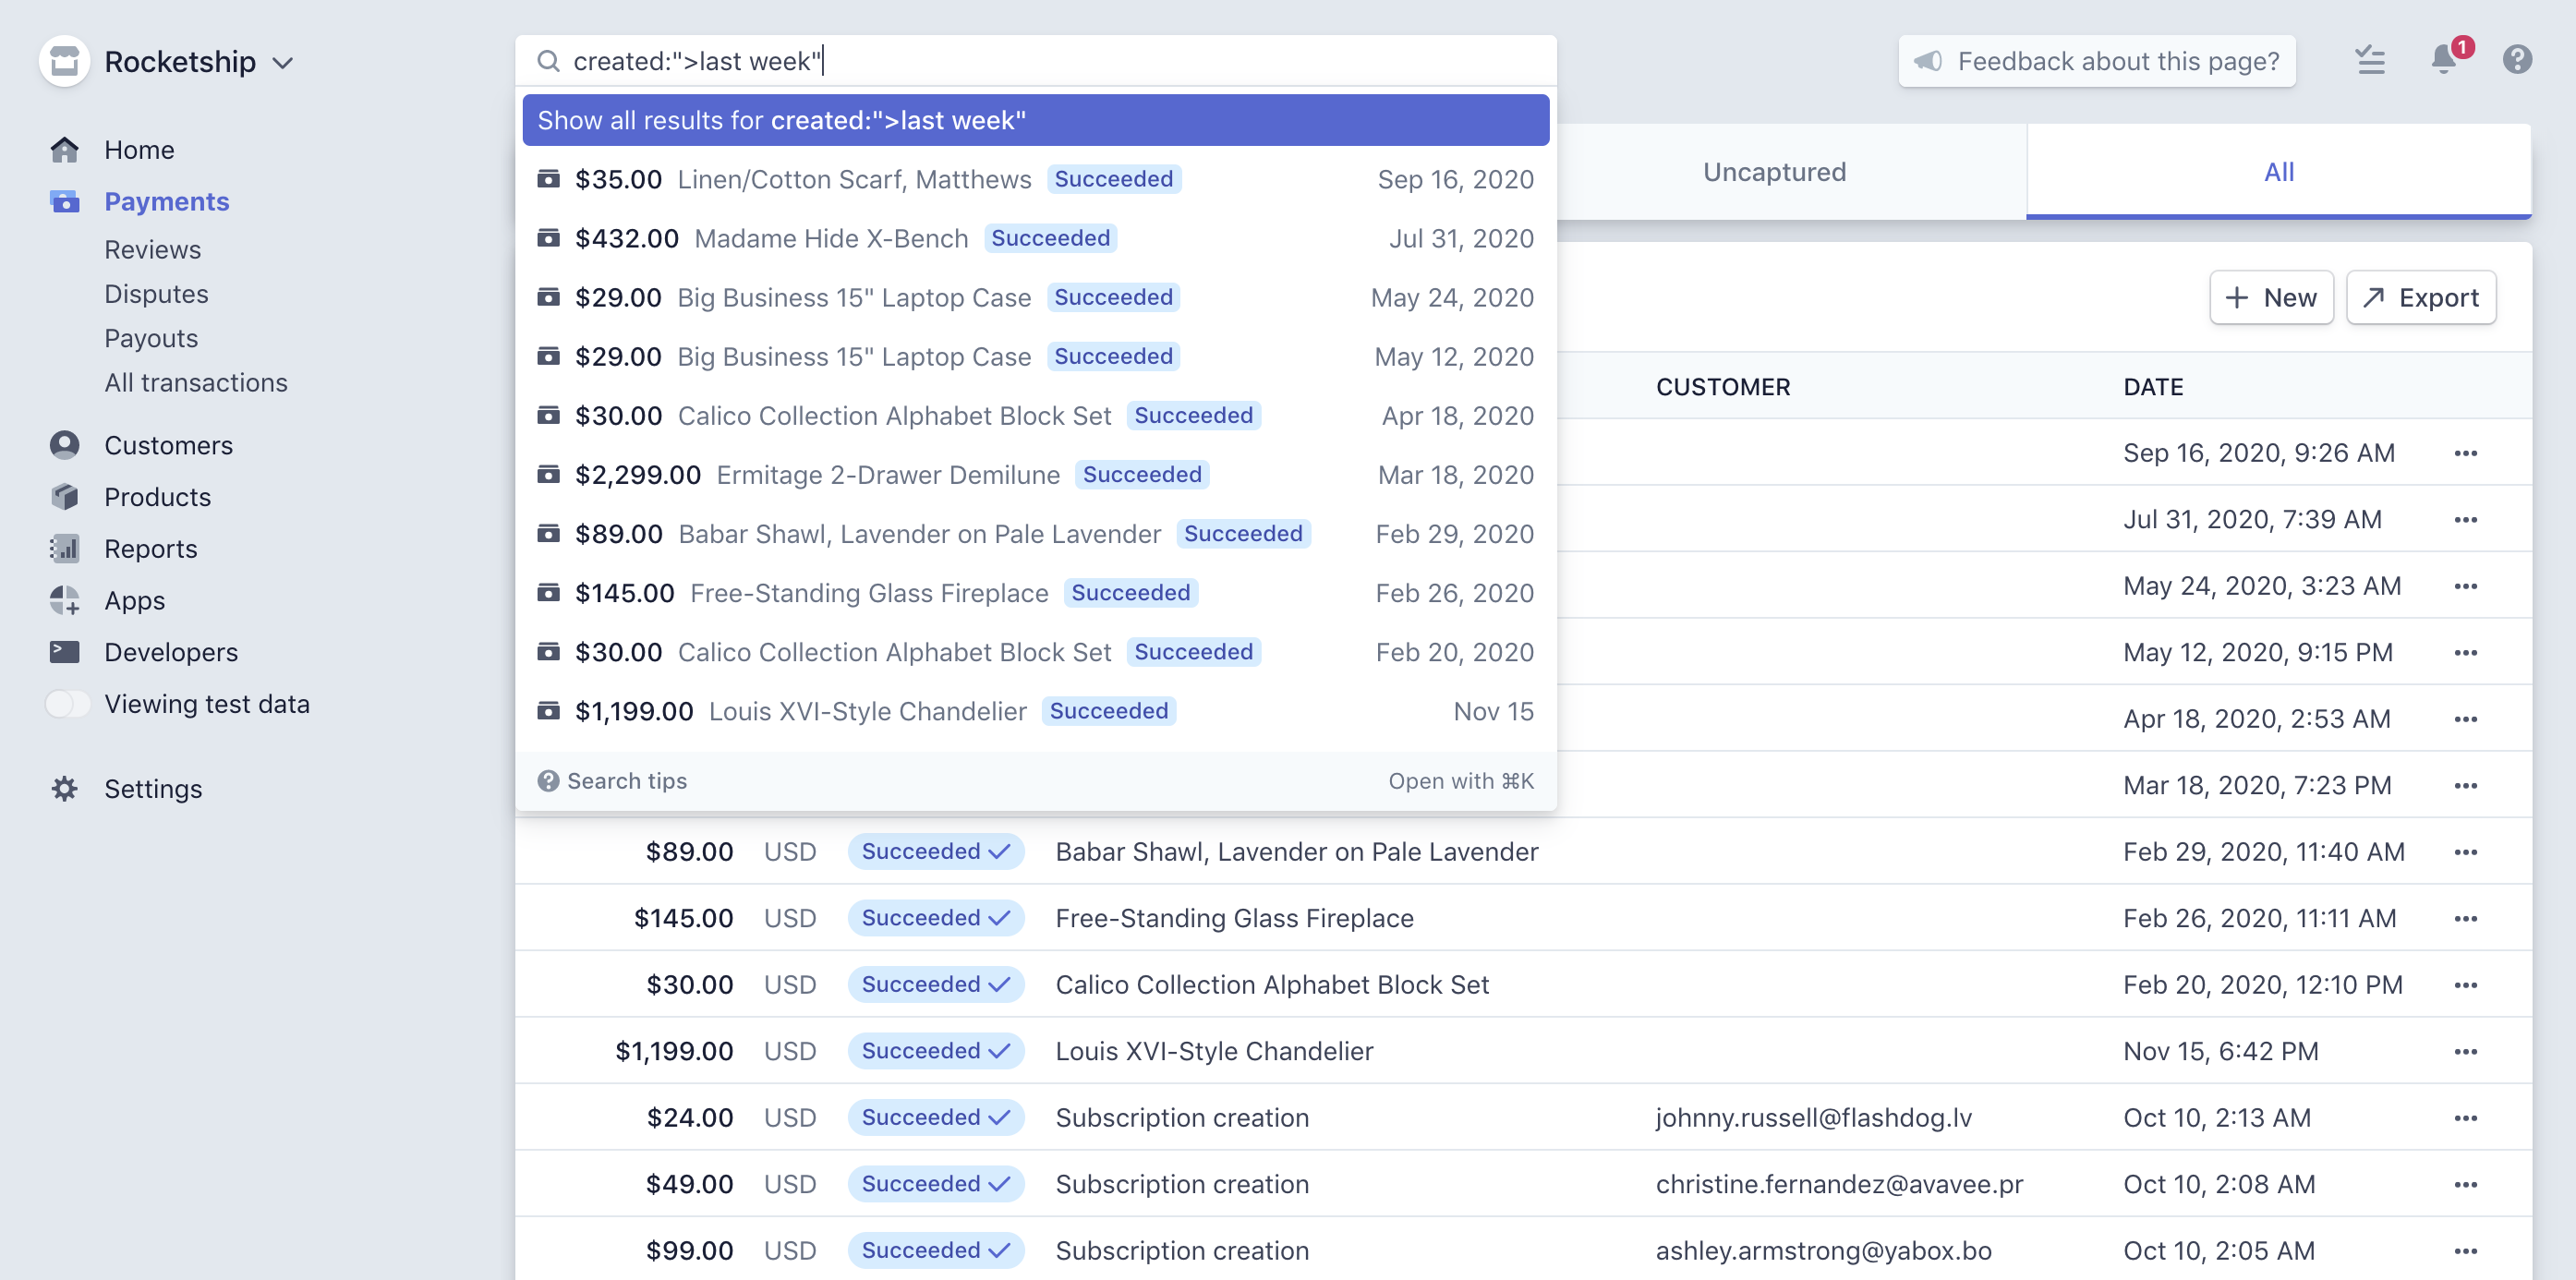 Rocketship
Home
Payments
Reviews
Disputes
Payouts
All transactions
Customers
Products
Reports
Apps
Developers
Viewing test data
Settings
created:">last week"
Feedback about this page?
1
?
Show all results for created:">last week"
$35.00 Linen/Cotton Scarf, Matthews Succeeded Sep 16, 2020
$432.00 Madame Hide X-Bench Succeeded Jul 31, 2020
$29.00 Big Business 15" Laptop Case Succeeded May 24, 2020
$29.00 Big Business 15" Laptop Case Succeeded May 12, 2020
$30.00 Calico Collection Alphabet Block Set Succeeded Apr 18, 2020
$2,299.00 Ermitage 2-Drawer Demilune Succeeded Mar 18, 2020
$89.00 Babar Shawl, Lavender on Pale Lavender Succeeded Feb 29, 2020
$145.00 Free-Standing Glass Fireplace Succeeded Feb 26, 2020
$30.00 Calico Collection Alphabet Block Set Succeeded Feb 20, 2020
$1,199.00 Louis XVI-Style Chandelier Succeeded Nov 15
? Search tips Open with ⌘K
Uncaptured All
+ New Export
CUSTOMER DATE
Sep 16, 2020, 9:26 AM
Jul 31, 2020, 7:39 AM
May 24, 2020, 3:23 AM
May 12, 2020, 9:15 PM
Apr 18, 2020, 2:53 AM
Mar 18, 2020, 7:23 PM
$89.00 USD Succeeded Babar Shawl, Lavender on Pale Lavender Feb 29, 2020, 11:40 AM
$145.00 USD Succeeded Free-Standing Glass Fireplace Feb 26, 2020, 11:11 AM
$30.00 USD Succeeded Calico Collection Alphabet Block Set Feb 20, 2020, 12:10 PM
$1,199.00 USD Succeeded Louis XVI-Style Chandelier Nov 15, 6:42 PM
$24.00 USD Succeeded Subscription creation johnny.russell@flashdog.lv Oct 10, 2:13 AM
$49.00 USD Succeeded Subscription creation christine.fernandez@avavee.pr Oct 10, 2:08 AM
$99.00 USD Succeeded Subscription creation ashley.armstrong@yabox.bo Oct 10, 2:05 AM